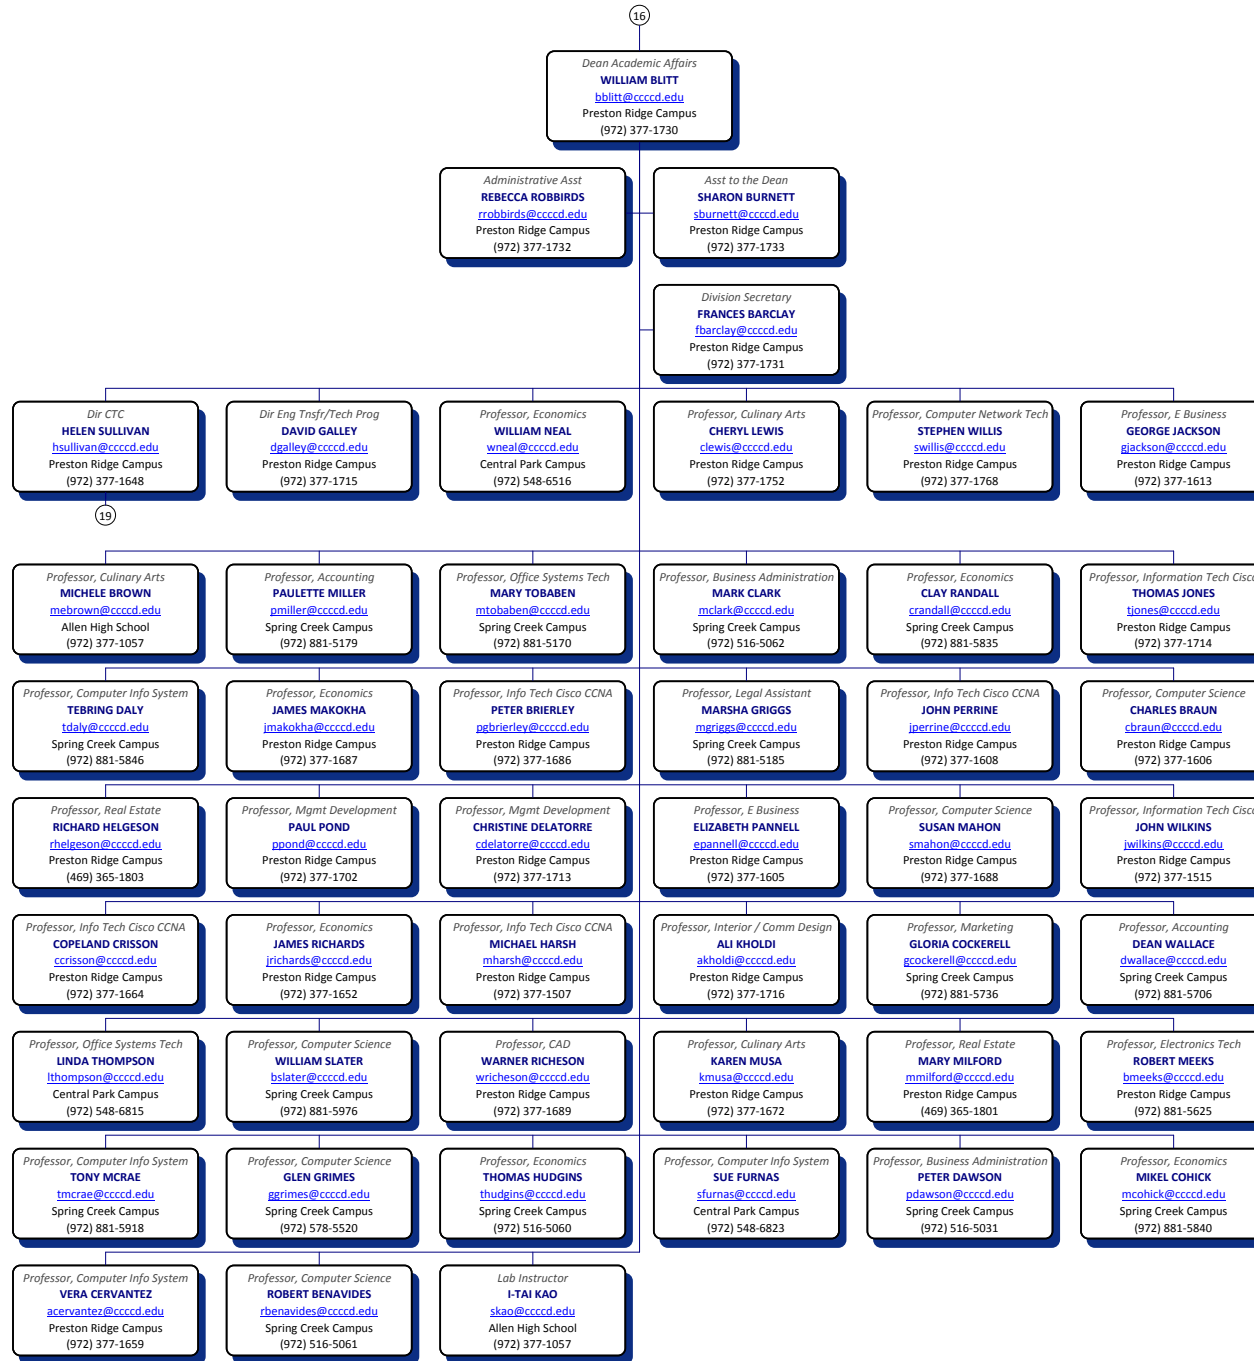 16
Dean Academic Affairs
WILLIAM BLITT
bblitt@ccccd.edu
Preston Ridge Campus
(972) 377-1730
Administrative Asst
REBECCA ROBBIRDS
rrobbirds@ccccd.edu
Preston Ridge Campus
(972) 377-1732
Asst to the Dean
SHARON BURNETT
sburnett@ccccd.edu
Preston Ridge Campus
(972) 377-1733
Division Secretary
FRANCES BARCLAY
fbarclay@ccccd.edu
Preston Ridge Campus
(972) 377-1731
Dir CTC
HELEN SULLIVAN
hsullivan@ccccd.edu
Preston Ridge Campus
(972) 377-1648
19
Dir Eng Tnsfr/Tech Prog
DAVID GALLEY
dgalley@ccccd.edu
Preston Ridge Campus
(972) 377-1715
Professor, Economics
WILLIAM NEAL
wneal@ccccd.edu
Central Park Campus
(972) 548-6516
Professor, Culinary Arts
CHERYL LEWIS
clewis@ccccd.edu
Preston Ridge Campus
(972) 377-1752
Professor, Computer Network Tech
STEPHEN WILLIS
swillis@ccccd.edu
Preston Ridge Campus
(972) 377-1768
Professor, E Business
GEORGE JACKSON
gjackson@ccccd.edu
Preston Ridge Campus
(972) 377-1613
Professor, Culinary Arts
MICHELE BROWN
mebrown@ccccd.edu
Allen High School
(972) 377-1057
Professor, Accounting
PAULETTE MILLER
pmiller@ccccd.edu
Spring Creek Campus
(972) 881-5179
Professor, Office Systems Tech
MARY TOBABEN
mtobaben@ccccd.edu
Spring Creek Campus
(972) 881-5170
Professor, Business Administration
MARK CLARK
mclark@ccccd.edu
Spring Creek Campus
(972) 516-5062
Professor, Economics
CLAY RANDALL
crandall@ccccd.edu
Spring Creek Campus
(972) 881-5835
Professor, Information Tech Cisco
THOMAS JONES
tjones@ccccd.edu
Preston Ridge Campus
(972) 377-1714
Professor, Computer Info System
TEBRING DALY
tdaly@ccccd.edu
Spring Creek Campus
(972) 881-5846
Professor, Economics
JAMES MAKOKHA
jmakokha@ccccd.edu
Preston Ridge Campus
(972) 377-1687
Professor, Info Tech Cisco CCNA
PETER BRIERLEY
pgbrierley@ccccd.edu
Preston Ridge Campus
(972) 377-1686
Professor, Legal Assistant
MARSHA GRIGGS
mgriggs@ccccd.edu
Spring Creek Campus
(972) 881-5185
Professor, Info Tech Cisco CCNA
JOHN PERRINE
jperrine@ccccd.edu
Preston Ridge Campus
(972) 377-1608
Professor, Computer Science
CHARLES BRAUN
cbraun@ccccd.edu
Preston Ridge Campus
(972) 377-1606
Professor, Real Estate
RICHARD HELGESON
rhelgeson@ccccd.edu
Preston Ridge Campus
(469) 365-1803
Professor, Mgmt Development
PAUL POND
ppond@ccccd.edu
Preston Ridge Campus
(972) 377-1702
Professor, Mgmt Development
CHRISTINE DELATORRE
cdelatorre@ccccd.edu
Preston Ridge Campus
(972) 377-1713
Professor, E Business
ELIZABETH PANNELL
epannell@ccccd.edu
Preston Ridge Campus
(972) 377-1605
Professor, Computer Science
SUSAN MAHON
smahon@ccccd.edu
Preston Ridge Campus
(972) 377-1688
Professor, Information Tech Cisco
JOHN WILKINS
jwilkins@ccccd.edu
Preston Ridge Campus
(972) 377-1515
Professor, Info Tech Cisco CCNA
COPELAND CRISSON
ccrisson@ccccd.edu
Preston Ridge Campus
(972) 377-1664
Professor, Economics
JAMES RICHARDS
jrichards@ccccd.edu
Preston Ridge Campus
(972) 377-1652
Professor, Info Tech Cisco CCNA
MICHAEL HARSH
mharsh@ccccd.edu
Preston Ridge Campus
(972) 377-1507
Professor, Interior / Comm Design
ALI KHOLDI
akholdi@ccccd.edu
Preston Ridge Campus
(972) 377-1716
Professor, Marketing
GLORIA COCKERELL
gcockerell@ccccd.edu
Spring Creek Campus
(972) 881-5736
Professor, Accounting
DEAN WALLACE
dwallace@ccccd.edu
Spring Creek Campus
(972) 881-5706
Professor, Office Systems Tech
LINDA THOMPSON
lthompson@ccccd.edu
Central Park Campus
(972) 548-6815
Professor, Computer Science
WILLIAM SLATER
bslater@ccccd.edu
Spring Creek Campus
(972) 881-5976
Professor, CAD
WARNER RICHESON
wricheson@ccccd.edu
Preston Ridge Campus
(972) 377-1689
Professor, Culinary Arts
KAREN MUSA
kmusa@ccccd.edu
Preston Ridge Campus
(972) 377-1672
Professor, Real Estate
MARY MILFORD
mmilford@ccccd.edu
Preston Ridge Campus
(469) 365-1801
Professor, Electronics Tech
ROBERT MEEKS
bmeeks@ccccd.edu
Preston Ridge Campus
(972) 881-5625
Professor, Computer Info System
TONY MCRAE
tmcrae@ccccd.edu
Spring Creek Campus
(972) 881-5918
Professor, Computer Science
GLEN GRIMES
ggrimes@ccccd.edu
Spring Creek Campus
(972) 578-5520
Professor, Economics
THOMAS HUDGINS
thudgins@ccccd.edu
Spring Creek Campus
(972) 516-5060
Professor, Computer Info System
SUE FURNAS
sfurnas@ccccd.edu
Central Park Campus
(972) 548-6823
Professor, Business Administration
PETER DAWSON
pdawson@ccccd.edu
Spring Creek Campus
(972) 516-5031
Professor, Economics
MIKEL COHICK
mcohick@ccccd.edu
Spring Creek Campus
(972) 881-5840
Professor, Computer Info System
VERA CERVANTEZ
acervantez@ccccd.edu
Preston Ridge Campus
(972) 377-1659
Professor, Computer Science
ROBERT BENAVIDES
rbenavides@ccccd.edu
Spring Creek Campus
(972) 516-5061
Lab Instructor
I-TAI KAO
skao@ccccd.edu
Allen High School
(972) 377-1057